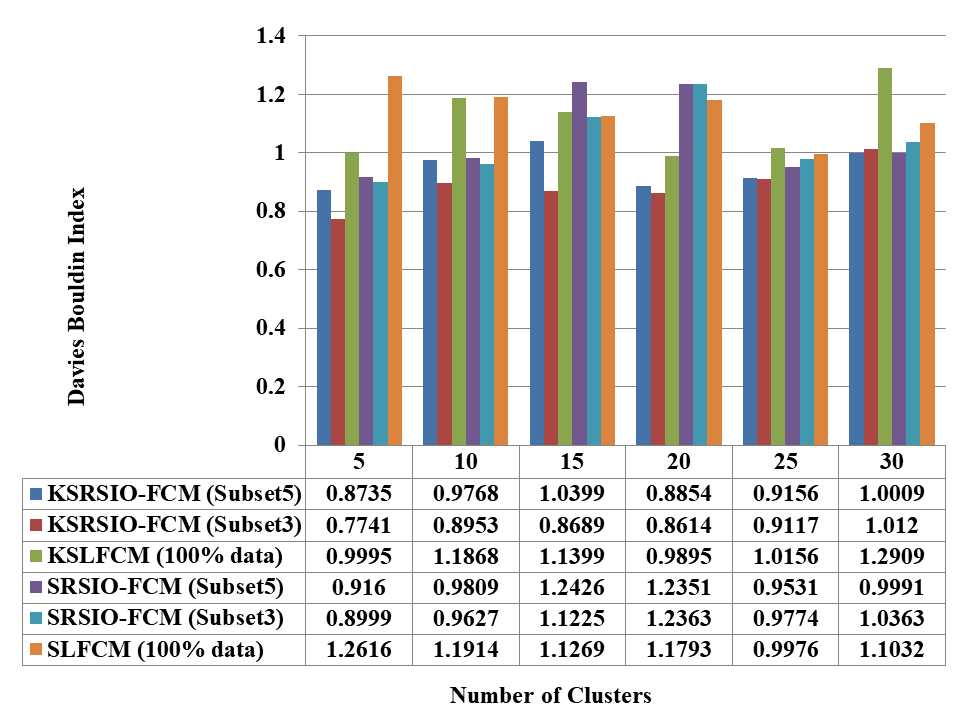 1.4
1.2
1
0.8
0.6
0.4
0.2
0
Davies Bouldin Index
5 10 15 20 25 30
KSRSIO-FCM (Subset5) 0.8735 0.9768 1.0399 0.8854 0.9156 1.0009
KSRSIO-FCM (Subset3) 0.7741 0.8953 0.8689 0.8614 0.9117 1.012
KSLFCM (100% data) 0.9995 1.1868 1.1399 0.9895 1.0156 1.2909
SRSIO-FCM (Subset5) 0.916 0.9809 1.2426 1.2351 0.9531 0.9991
SRSIO-FCM (Subset3) 0.8999 0.9627 1.1225 1.2363 0.9774 1.0363
SLFCM (100% data) 1.2616 1.1914 1.1269 1.1793 0.9976 1.1032
Number of Clusters